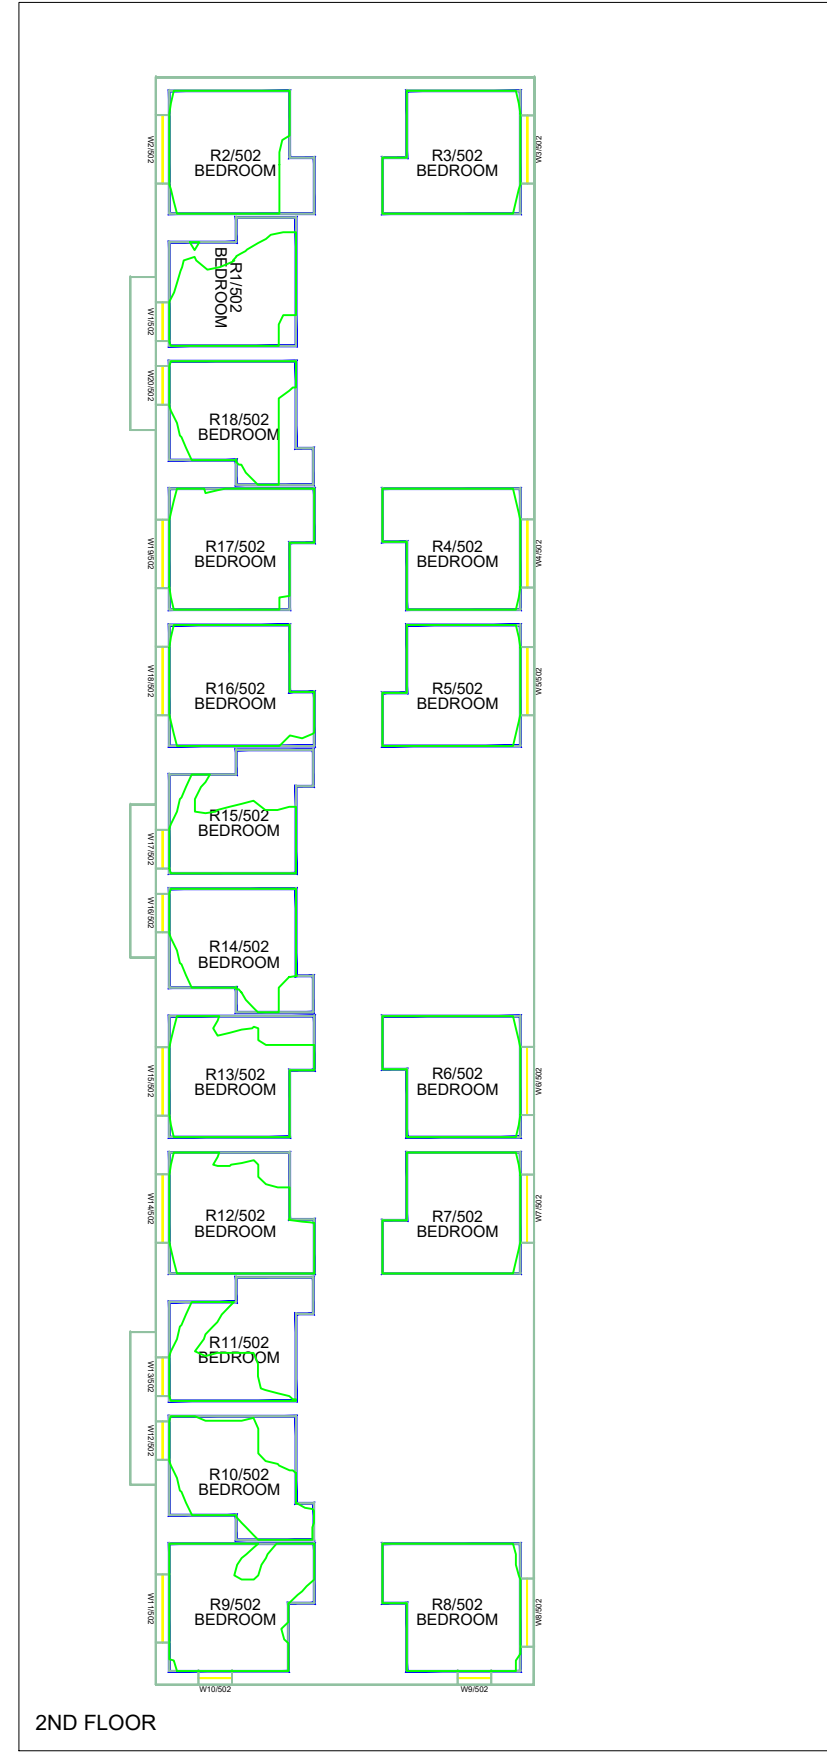 W2/502
R2/502
BEDROOM
R3/502
BEDROOM
W3/502
R1/502
BEDROOM
W1/502
W20/502
R18/502
BEDROOM
W19/502
R17/502
BEDROOM
R4/502
BEDROOM
W4/502
W18/502
R16/502
BEDROOM
R5/502
BEDROOM
W5/502
W17/502
R15/502
BEDROOM
W16/502
R14/502
BEDROOM
W15/502
R13/502
BEDROOM
R6/502
BEDROOM
W6/502
W14/502
R12/502
BEDROOM
R7/502
BEDROOM
W7/502
W13/502
R11/502
BEDROOM
W12/502
R10/502
BEDROOM
W11/502
R9/502
BEDROOM
R8/502
BEDROOM
W8/502
W10/502
W9/502
2ND FLOOR